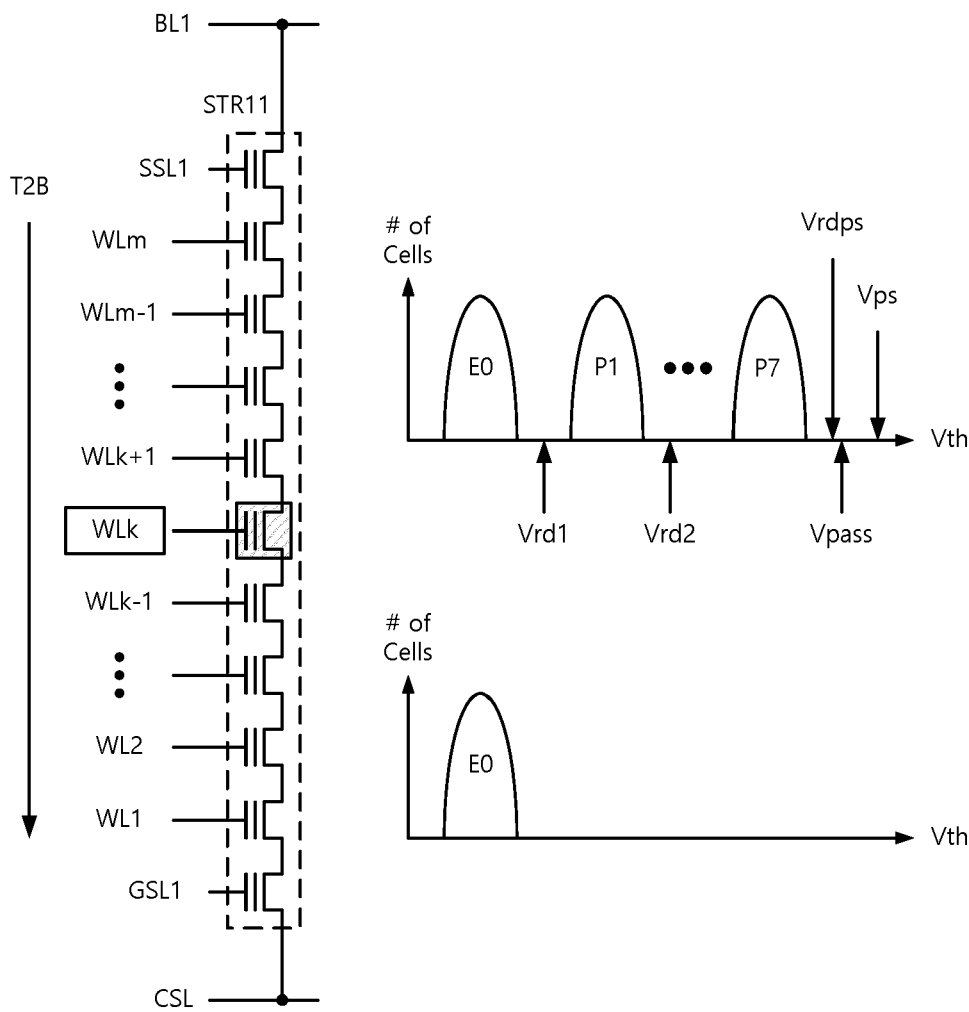 BL1
STR11
SSL1
T2B
WLm
WLm-1
WLk+1
WLk
WLk-1
WL2
WL1
GSL1
CSL
# of
Cells
Vrdps
Vps
E0
P1
P7
Vth
Vrd1
Vrd2
Vpass
# of
Cells
E0
Vth